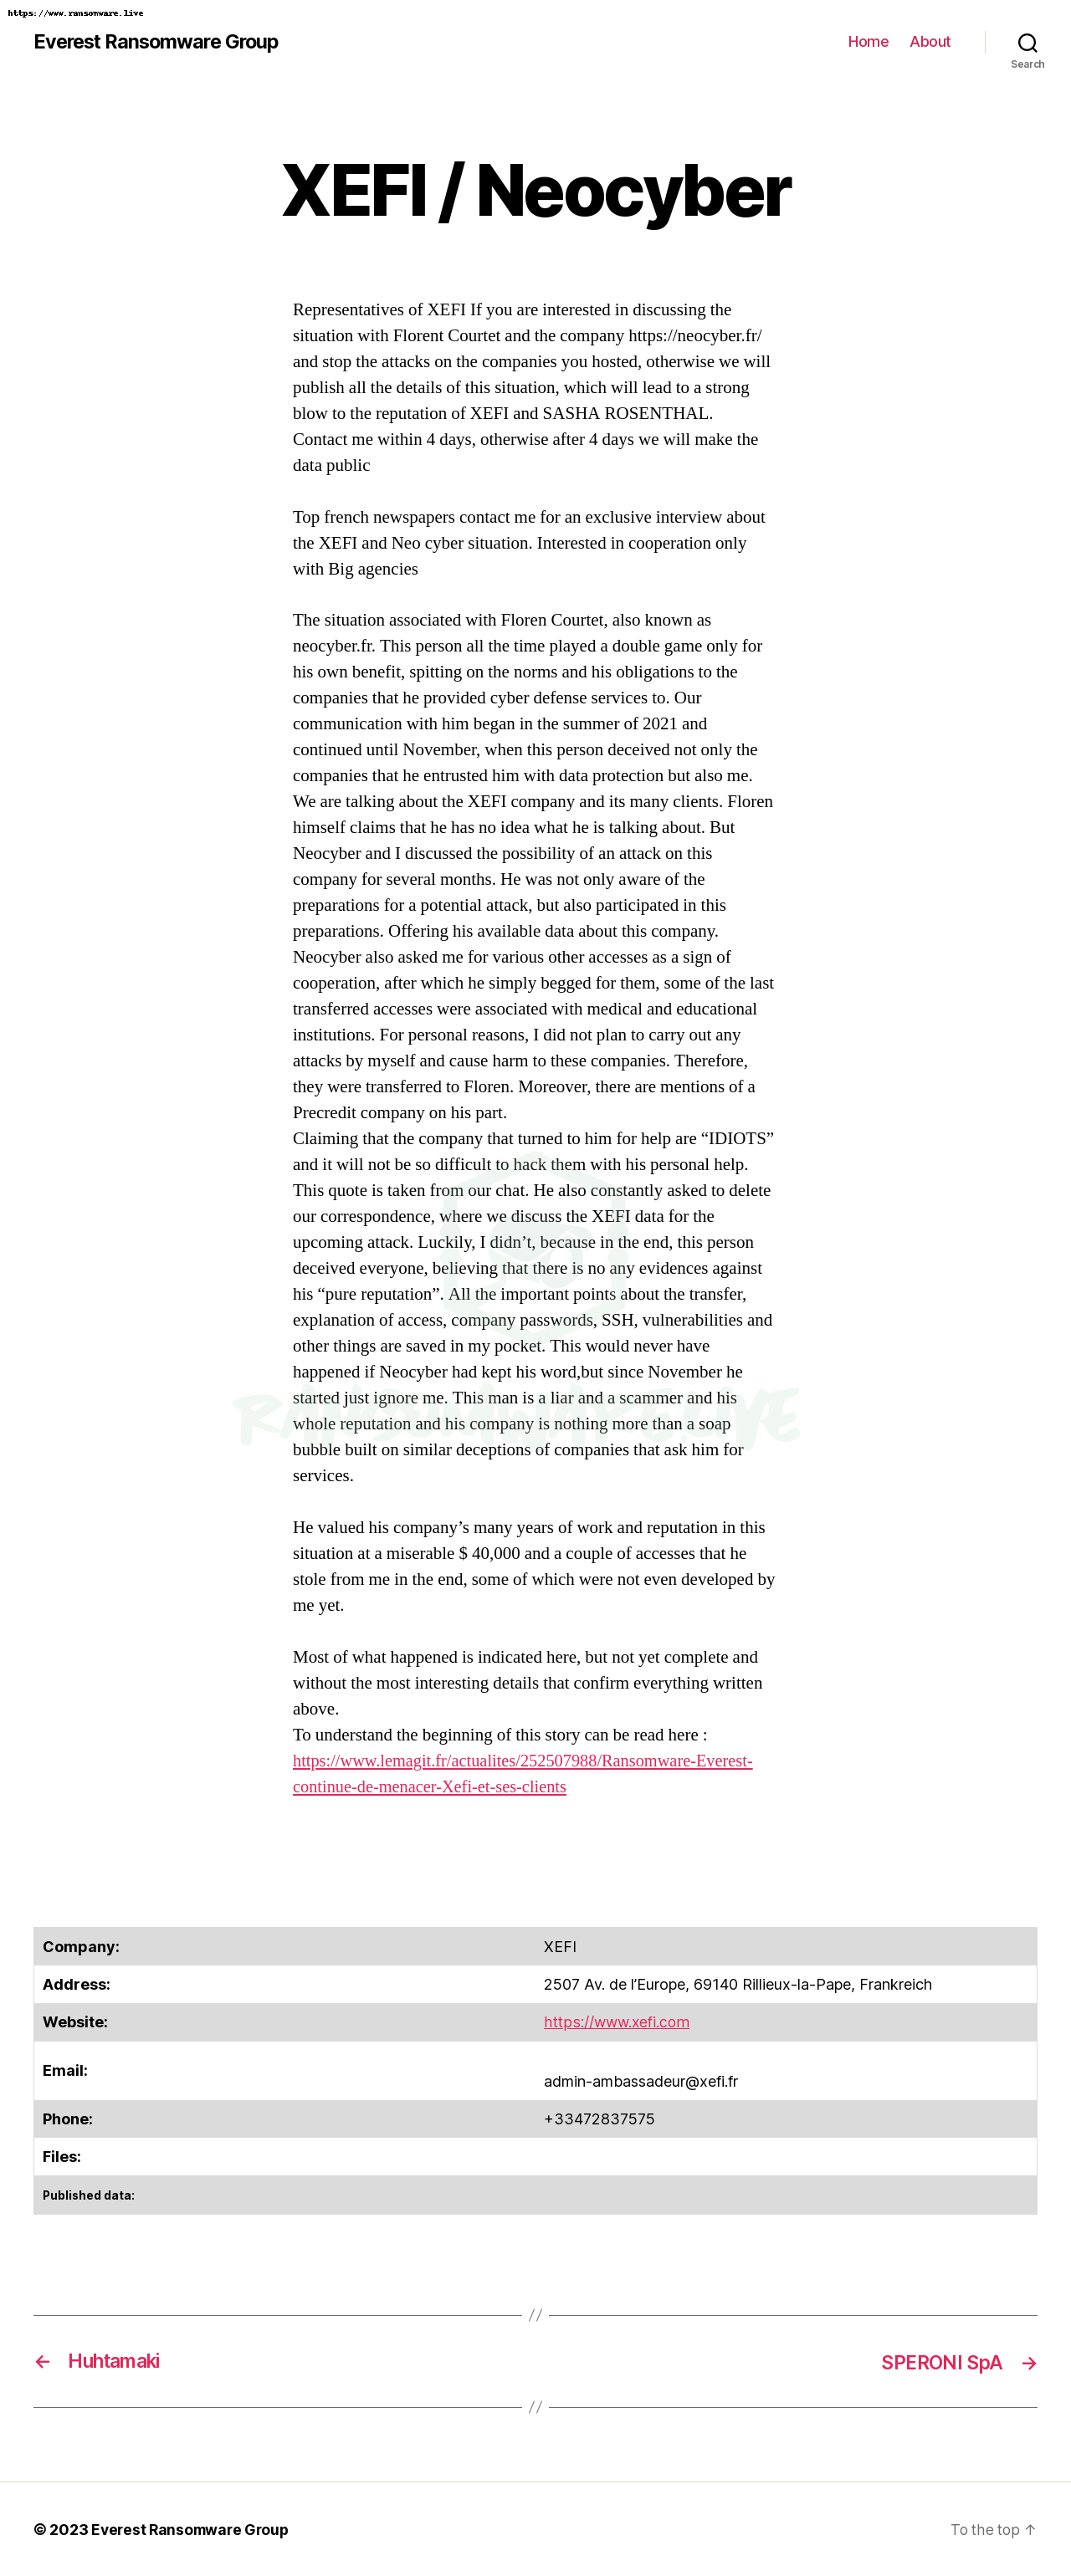 https://www.ransomware.live
Everest Ransomware Group
Home About
Search
XEFI / Neocyber
Representatives of XEFI If you are interested in discussing the
situation with Florent Courtet and the company https://neocyber.fr/
and stop the attacks on the companies you hosted, otherwise we will
publish all the details of this situation, which will lead to a strong
blow to the reputation of XEFI and SASHA ROSENTHAL.
Contact me within 4 days, otherwise after 4 days we will make the
data public
Top french newspapers contact me for an exclusive interview about
the XEFI and Neo cyber situation. Interested in cooperation only
with Big agencies
The situation associated with Floren Courtet, also known as
neocyber.fr. This person all the time played a double game only for
his own benefit, spitting on the norms and his obligations to the
companies that he provided cyber defense services to. Our
communication with him began in the summer of 2021 and
continued until November, when this person deceived not only the
companies that he entrusted him with data protection but also me.
We are talking about the XEFI company and its many clients. Floren
himself claims that he has no idea what he is talking about. But
Neocyber and I discussed the possibility of an attack on this
company for several months. He was not only aware of the
preparations for a potential attack, but also participated in this
preparations. Offering his available data about this company.
Neocyber also asked me for various other accesses as a sign of
cooperation, after which he simply begged for them, some of the last
transferred accesses were associated with medical and educational
institutions. For personal reasons, I did not plan to carry out any
attacks by myself and cause harm to these companies. Therefore,
they were transferred to Floren. Moreover, there are mentions of a
Precredit company on his part.
Claiming that the company that turned to him for help are “IDIOTS”
and it will not be so difficult to hack them with his personal help.
This quote is taken from our chat. He also constantly asked to delete
our correspondence, where we discuss the XEFI data for the
upcoming attack. Luckily, I didn’t, because in the end, this person
deceived everyone, believing that there is no any evidences against
his “pure reputation”. All the important points about the transfer,
explanation of access, company passwords, SSH, vulnerabilities and
other things are saved in my pocket. This would never have
happened if Neocyber had kept his word,but since November he
started just ignore me. This man is a liar and a scammer and his
whole reputation and his company is nothing more than a soap
bubble built on similar deceptions of companies that ask him for
services.
RANSOMWARE.LIVE
He valued his company’s many years of work and reputation in this
situation at a miserable $ 40,000 and a couple of accesses that he
stole from me in the end, some of which were not even developed by
me yet.
Most of what happened is indicated here, but not yet complete and
without the most interesting details that confirm everything written
above.
To understand the beginning of this story can be read here :
https://www.lemagit.fr/actualites/252507988/Ransomware-Everest-
continue-de-menacer-Xefi-et-ses-clients
Company: XEFI
Address: 2507 Av. de l’Europe, 69140 Rillieux-la-Pape, Frankreich
Website: https://www.xefi.com
Email: admin-ambassadeur@xefi.fr
Phone: +33472837575
Files:
Published data:
← Huhtamaki
SPERONI SpA →
© 2023 Everest Ransomware Group
To the top ↑